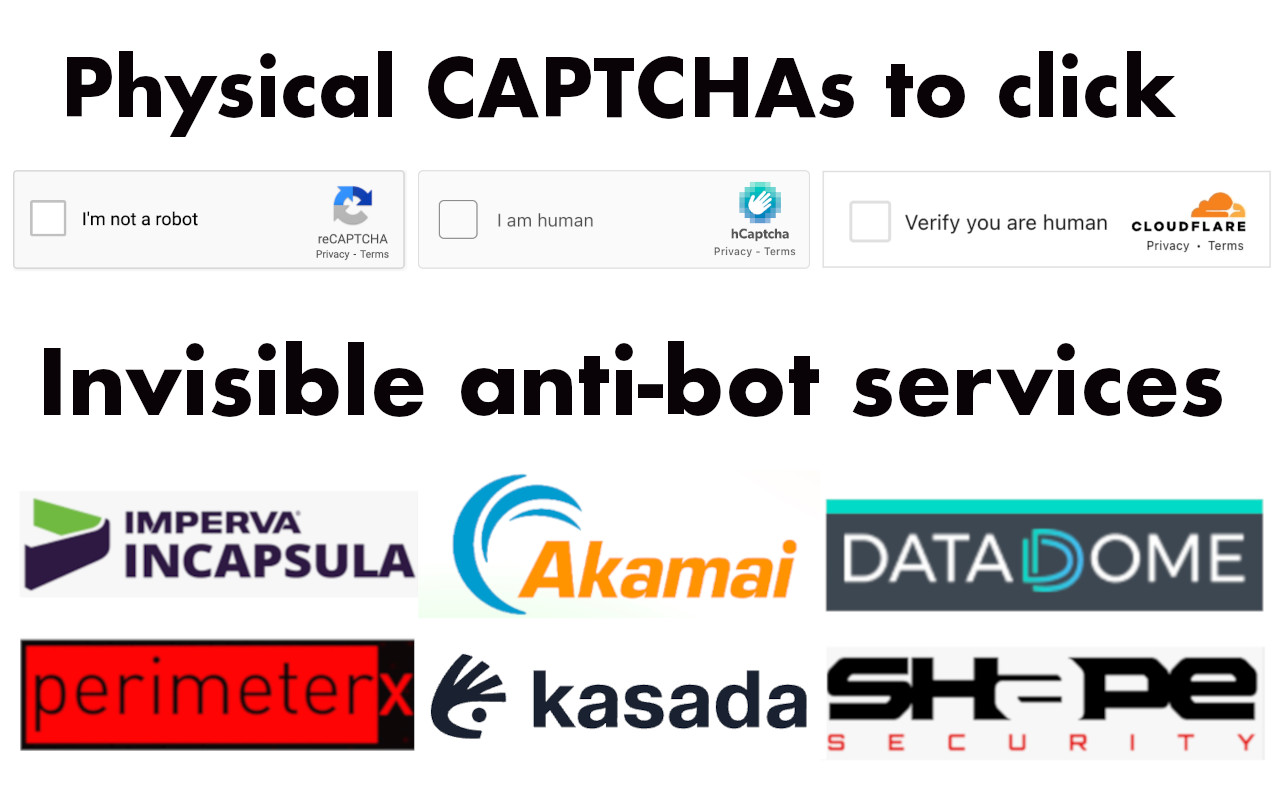 Physical CAPTCHAs to click
I'm not a robot
reCAPTCHA
Privacy - Terms
I am human
hCaptcha
Privacy - Terms
Verify you are human
CLOUDFLARE
Privacy • Terms
Invisible anti-bot services
IMPERVA
INCAPSULA
Akamai
DATADOME
perimeterx
kasada
SHAPE
SECURITY